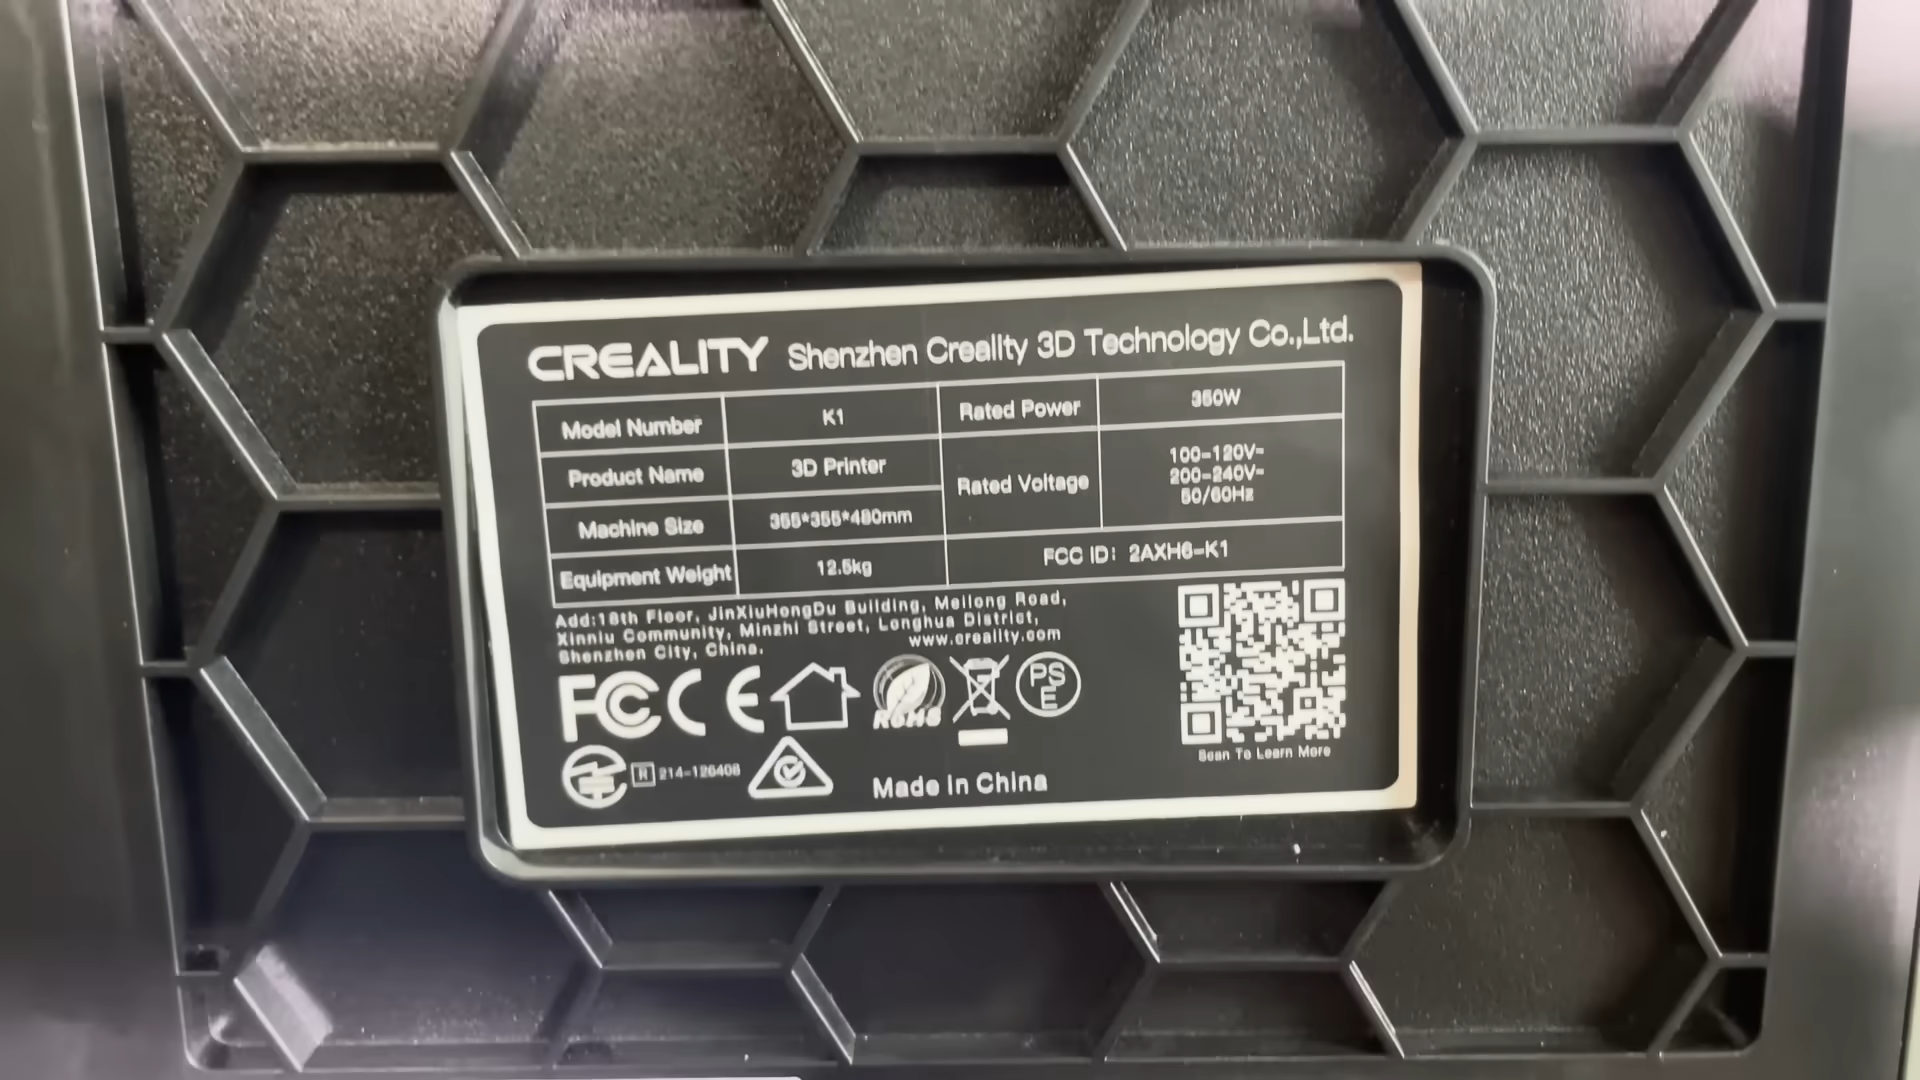 CREALITY Shenzhen Creality 3D Technology Co.,Ltd.
Model Number K1 Rated Power 350W
Product Name 3D Printer Rated Voltage 100-120V~
200-240V~
50/60Hz
Machine Size 355*355*480mm
Equipment Weight 12.5kg FCC ID: 2AXH6-K1
Add:18th Floor, JinXiuHongDu Building, Meilong Road,
Xinniu Community, Minzhi Street, Longhua District,
Shenzhen City, China. www.creality.com
FC CE RoHS PSE
R 214-126408
Made in China
Scan To Learn More